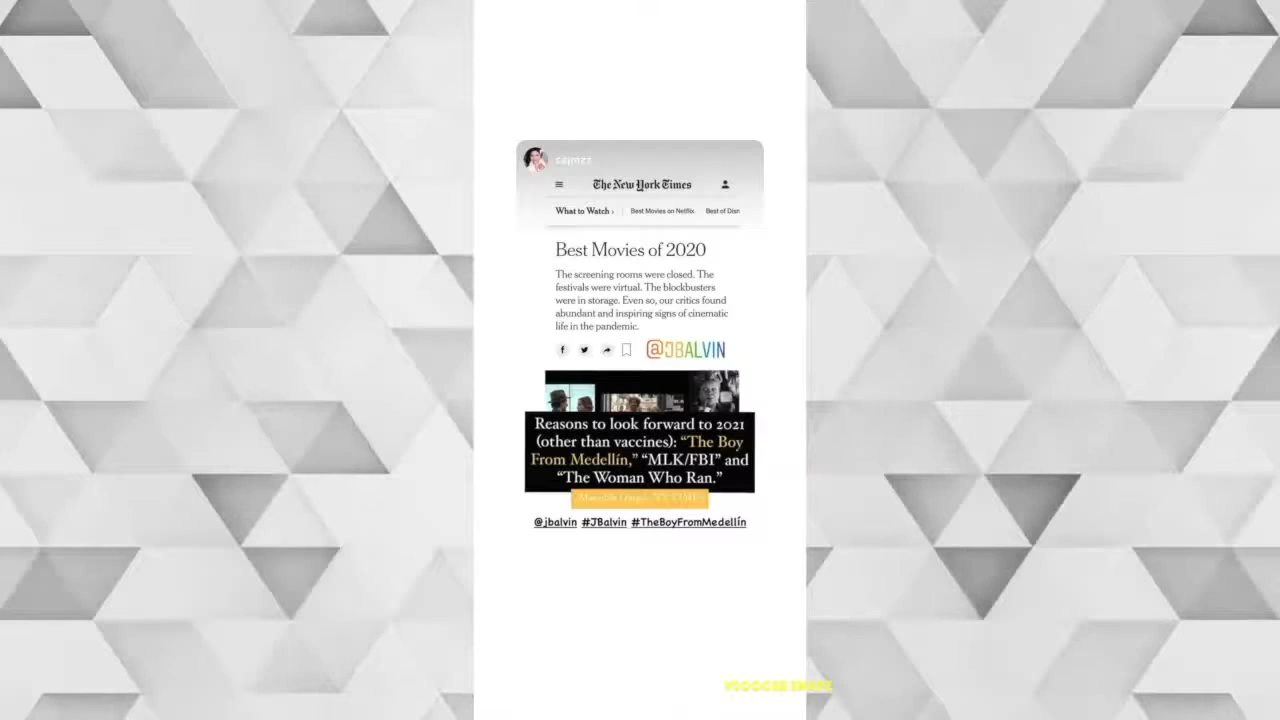 The New York Times
What to Watch ›
Best Movies on Netflix
Best of Disn
Best Movies of 2020
The screening rooms were closed. The
festivals were virtual. The blockbusters
were in storage. Even so, our critics found
abundant and inspiring signs of cinematic
life in the pandemic.
@JBALVIN
Reasons to look forward to 2021
(other than vaccines): “The Boy
From Medellín,” “MLK/FBI” and
“The Woman Who Ran.”
@jbalvin #JBalvin #TheBoyFromMedellín